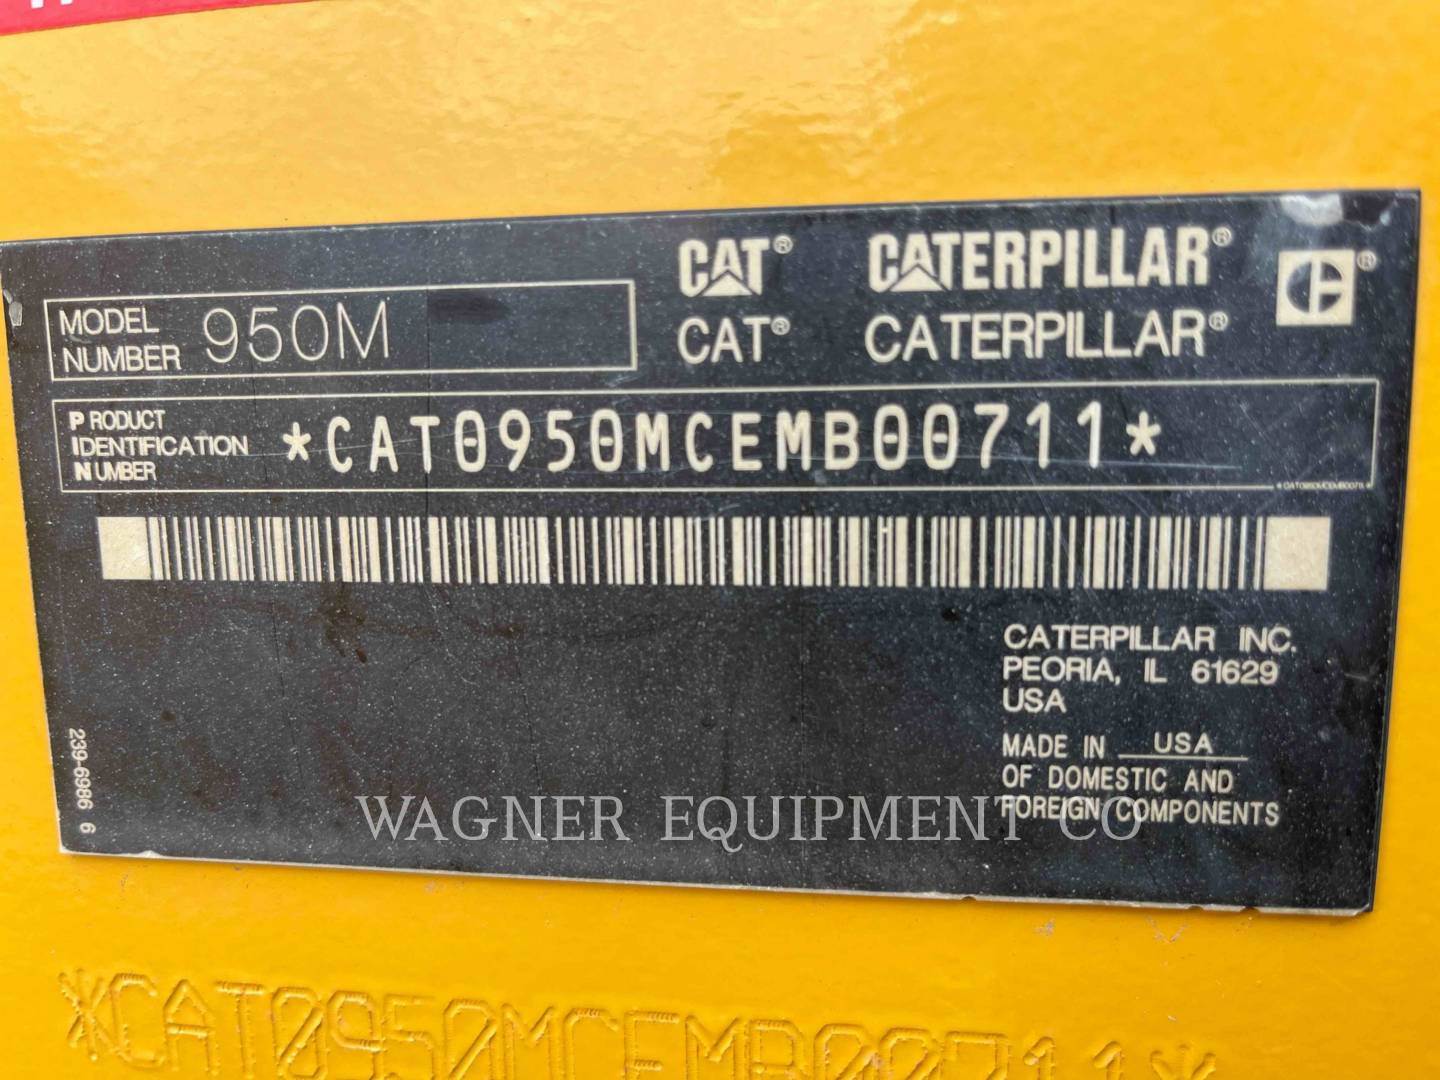 CAT® CATERPILLAR®
CAT® CATERPILLAR®
®
MODEL
NUMBER 950M
PRODUCT
IDENTIFICATION
NUMBER
*CAT0950MCEMB00711*
CATERPILLAR INC.
PEORIA, IL 61629
USA
MADE IN USA
OF DOMESTIC AND
FOREIGN COMPONENTS
239-6986 6
WAGNER EQUIPMENT CO
*CAT0950MCEMB00711*